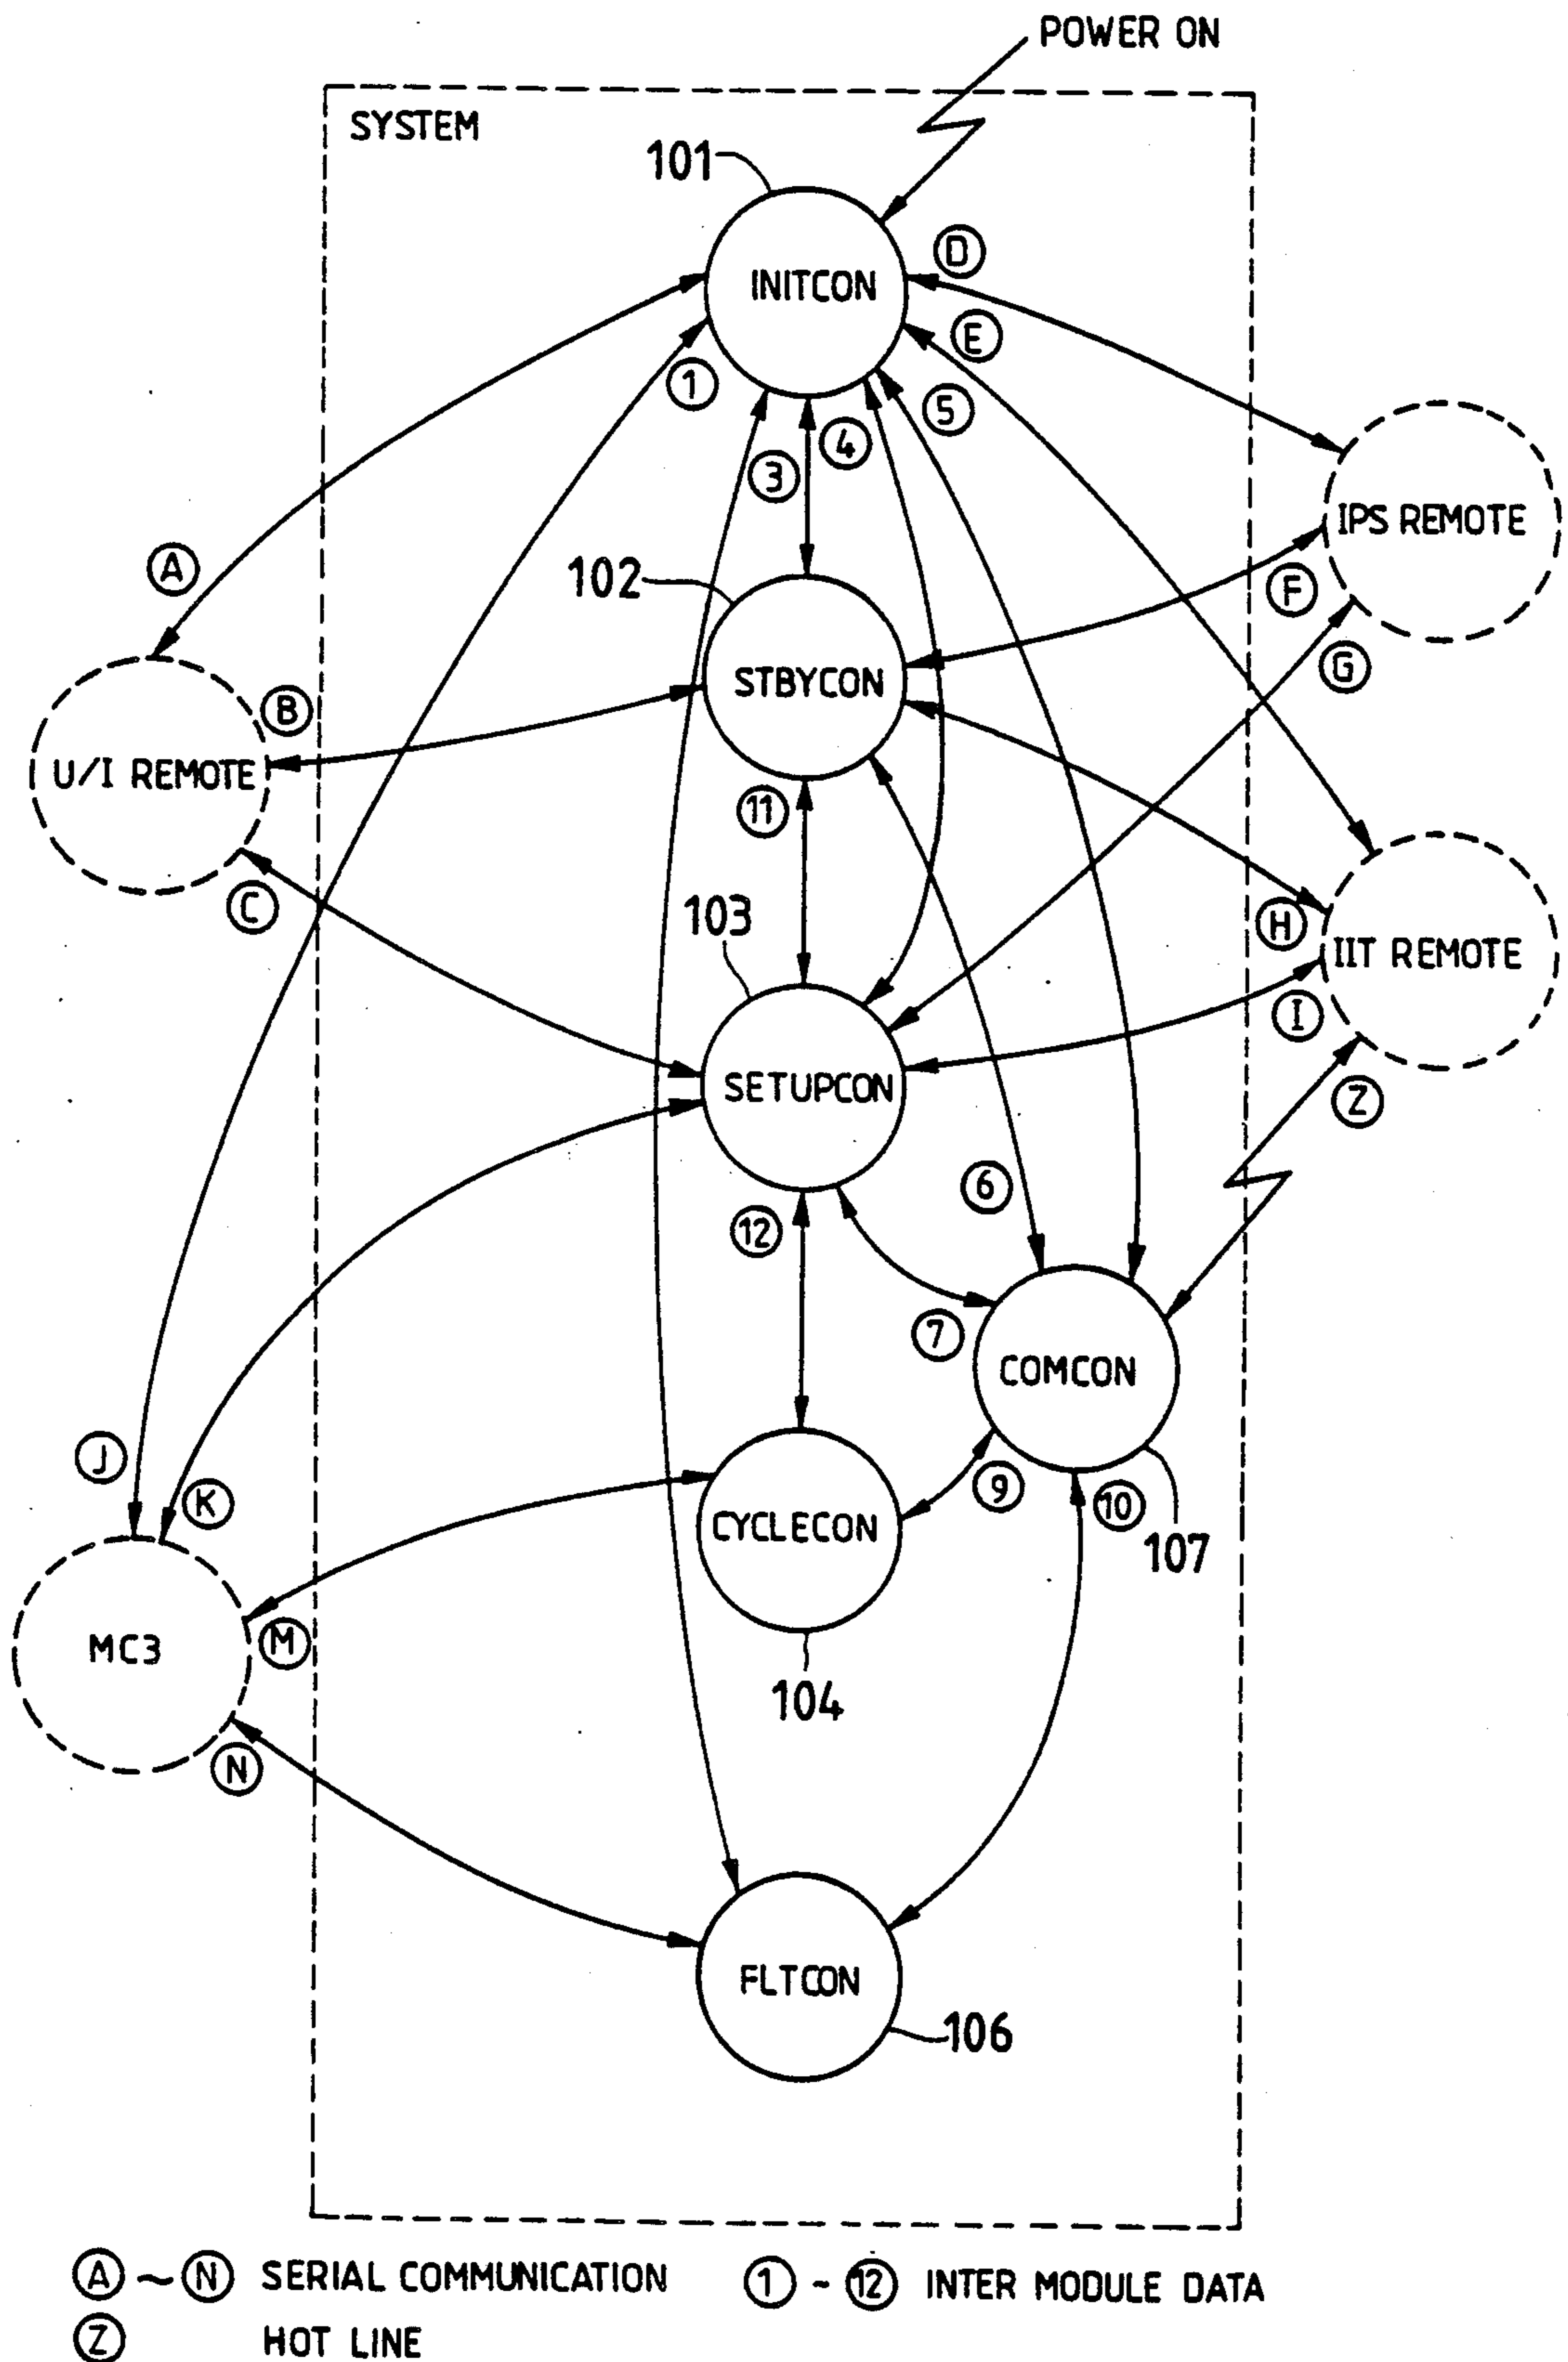 POWER ON
SYSTEM
101
INITCON
D
E
1
5
4
3
IPS REMOTE
A
102
F
STBYCON
G
B
U/I REMOTE
11
C
103
H
IIT REMOTE
I
SETUPCON
Z
6
12
7
COMCON
J
K
9
10
CYCLECON
107
M
MC3
104
N
FLTCON
106
A ~ N SERIAL COMMUNICATION 1 - 12 INTER MODULE DATA
Z HOT LINE